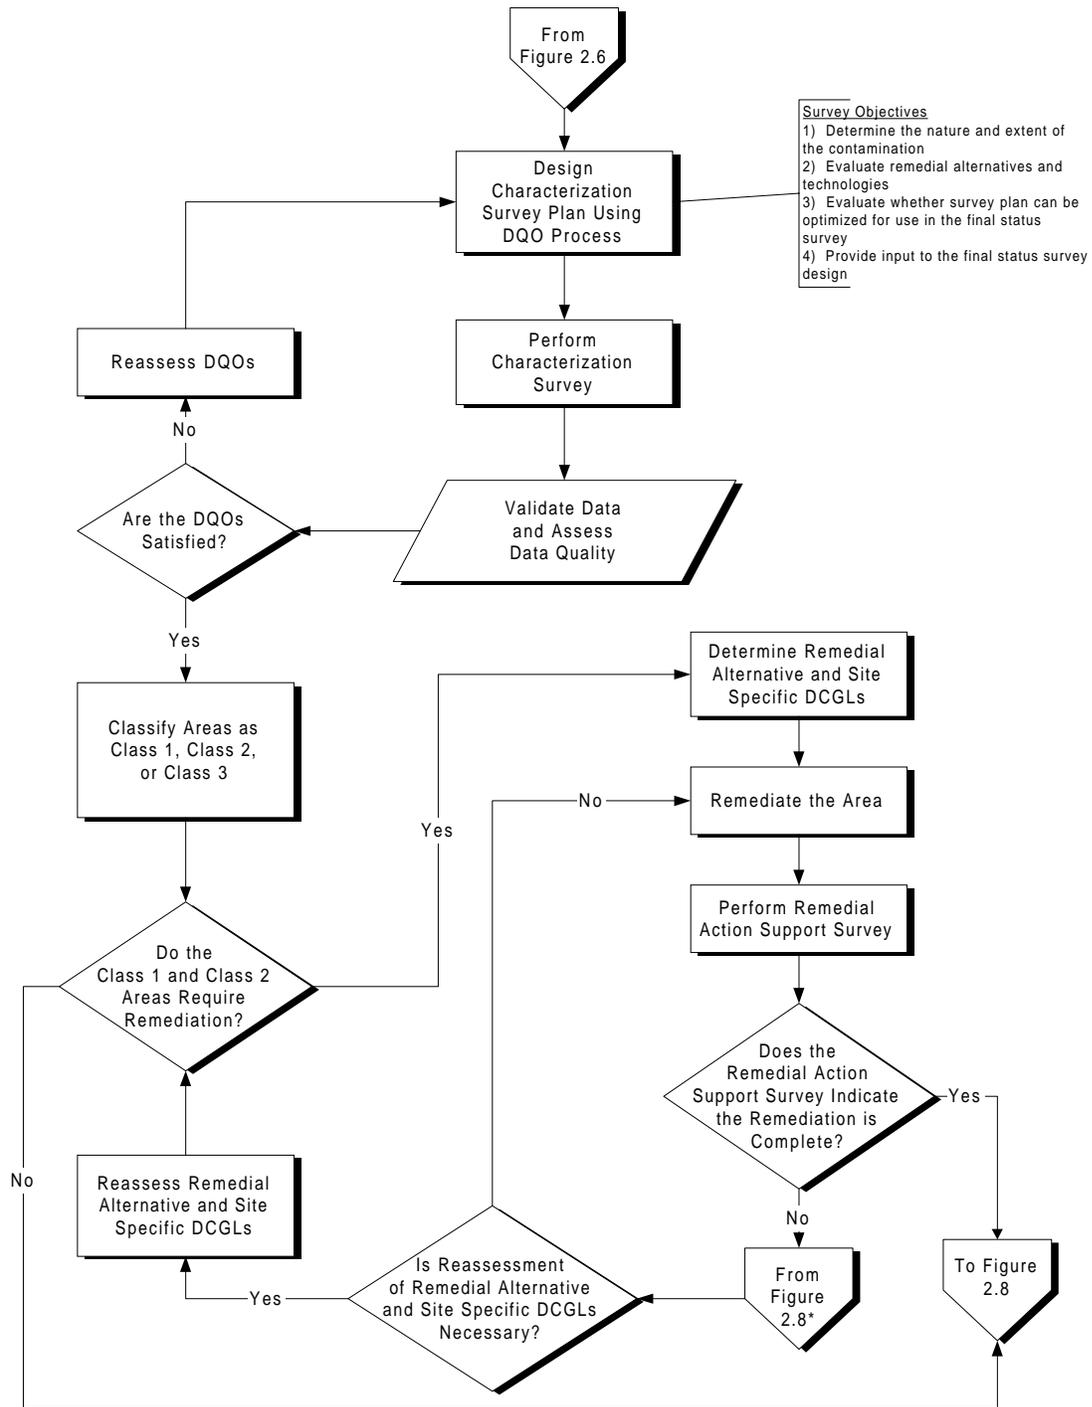 From
Figure 2.6
Survey Objectives
1) Determine the nature and extent of
the contamination
2) Evaluate remedial alternatives and
technologies
3) Evaluate whether survey plan can be
optimized for use in the final status
survey
4) Provide input to the final status survey
design
Design
Characterization
Survey Plan Using
DQO Process
Perform
Characterization
Survey
Reassess DQOs
No
Are the DQOs
Satisfied?
Validate Data
and Assess
Data Quality
Yes
Classify Areas as
Class 1, Class 2,
or Class 3
Determine Remedial
Alternative and Site
Specific DCGLs
No
Remediate the Area
Yes
Perform Remedial
Action Support Survey
Do the
Class 1 and Class 2
Areas Require
Remediation?
Does the
Remedial Action
Support Survey Indicate
the Remediation is
Complete?
Yes
No
Reassess Remedial
Alternative and Site
Specific DCGLs
No
Is Reassessment
of Remedial Alternative
and Site Specific DCGLs
Necessary?
Yes
From
Figure
2.8*
To Figure
2.8